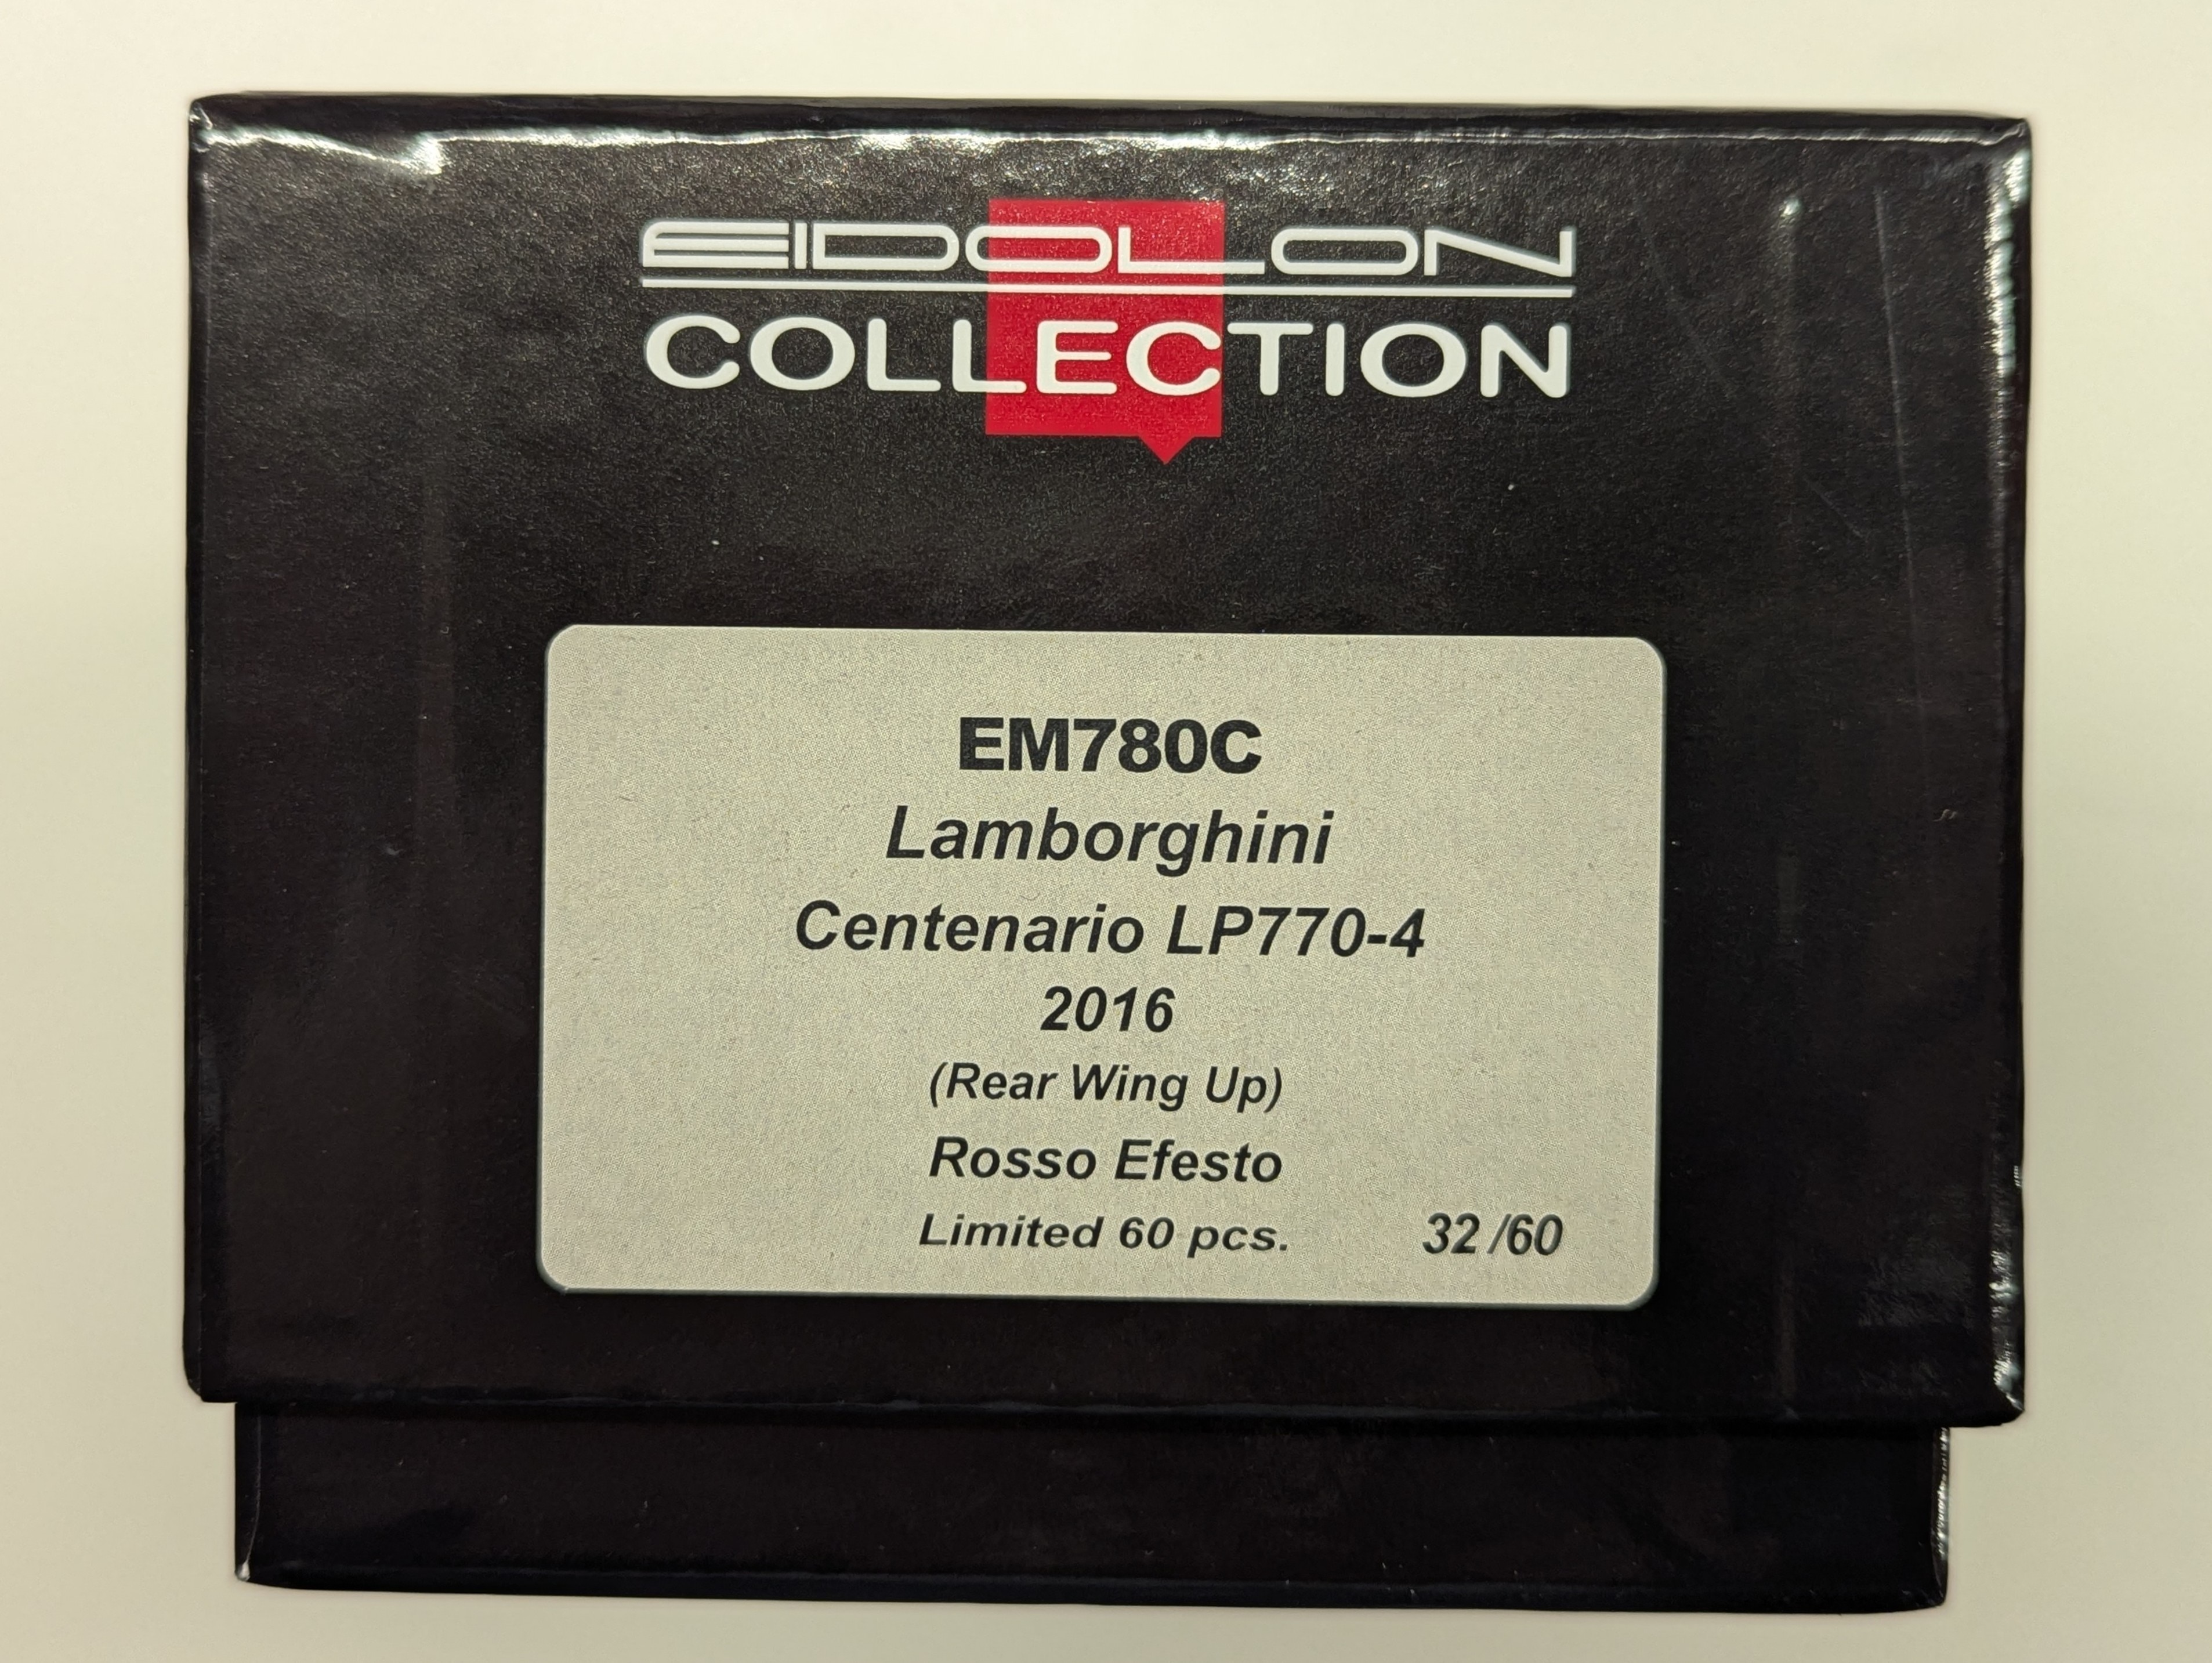 EIDOLON
COLLECTION
EM780C
Lamborghini
Centenario LP770-4
2016
(Rear Wing Up)
Rosso Efesto
Limited 60 pcs. 32/60